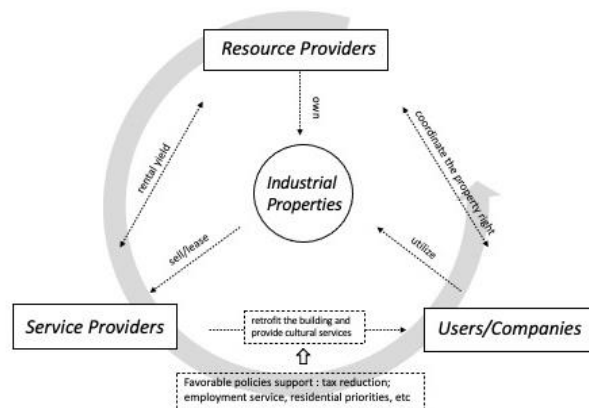 Resource Providers
own
rental yield
coordinate the property right
Industrial
Properties
sell/lease
utilize
Service Providers
retrofit the building and
provide cultural services
Users/Companies
Favorable policies support : tax reduction;
employment service, residential priorities, etc